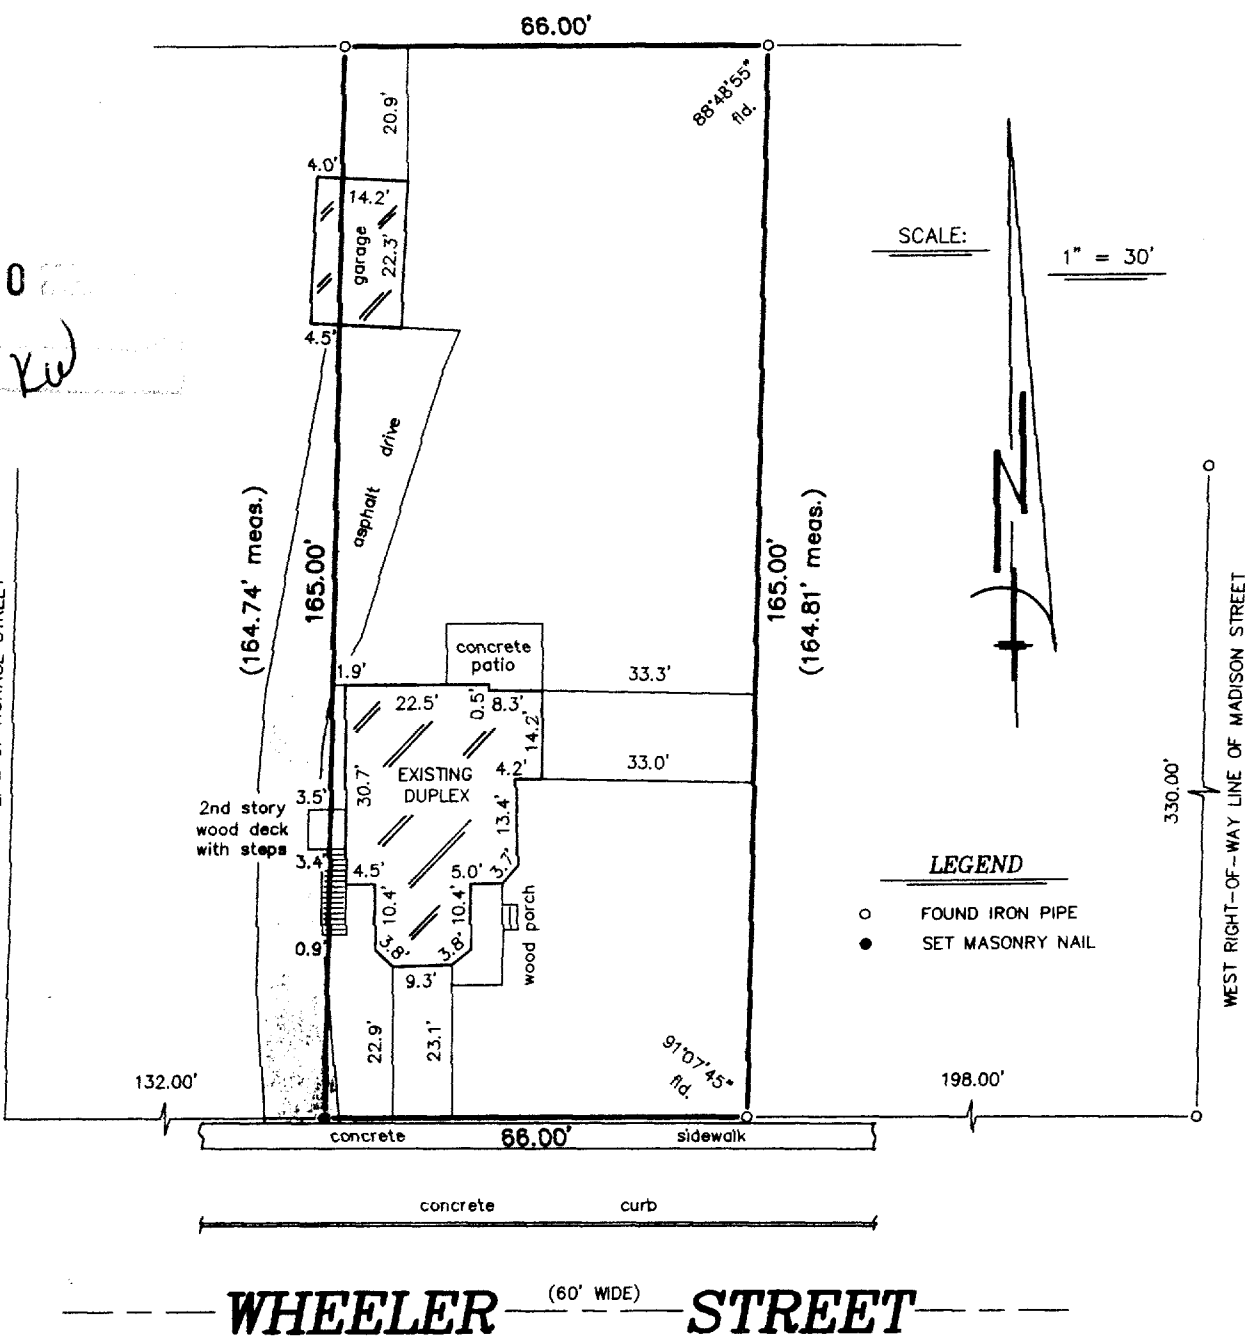 66.00'
88°48'55"
fld.
20.9'
4.0'
14.2'
garage
22.3'
4.5'
SCALE:
1" = 30'
0
KW
N
asphalt drive
(164.74' meas.)
165.00'
165.00'
(164.81' meas.)
concrete
patio
1.9'
33.3'
22.5'
0.5'
8.3'
14.2'
33.0'
4.2'
EXISTING
DUPLEX
30.7'
13.4'
3.5'
2nd story
wood deck
with steps
3.4'
4.5'
5.0'
3.7'
10.4'
10.4'
wood porch
0.9'
3.8'
3.8'
9.3'
22.9'
23.1'
LEGEND
FOUND IRON PIPE
SET MASONRY NAIL
330.00'
WEST RIGHT-OF-WAY LINE OF MADISON STREET
91°07'45"
fld.
132.00'
198.00'
concrete
66.00'
sidewalk
concrete
curb
WHEELER (60' WIDE) STREET